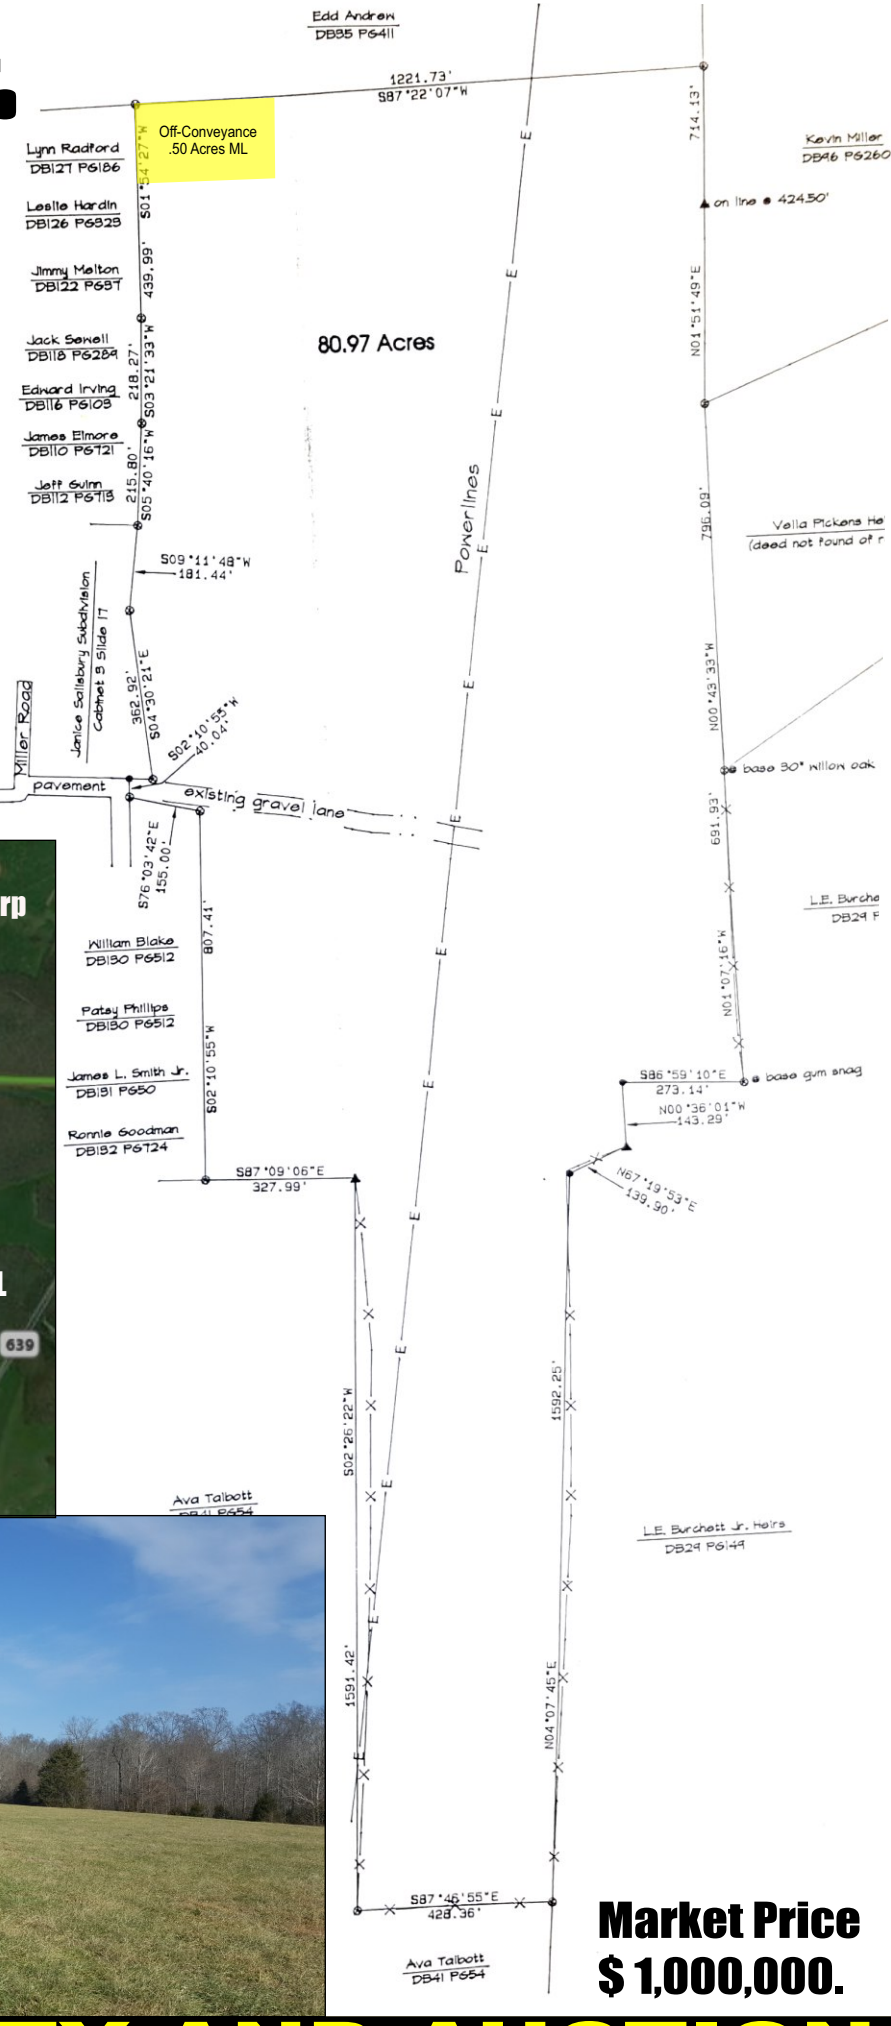 Edd Andrew
DB35 PG411
1221.73'
S87°22'07"W
Off-Conveyance
.50 Acres ML
S01°54'27"W
439.99'
714.13'
Kevin Miller
DB96 PG260
on line @ 424.50'
N01°51'49"E
Lynn Radford
DB127 PG186
Leslie Hardin
DB126 PG323
Jimmy Melton
DB122 PG37
Jack Sewell
DB118 PG289
Edward Irving
DB116 PG103
James Elmore
DB110 PG721
Jeff Guinn
DB112 PG713
218.27'
S03°21'33"W
80.97 Acres
215.80'
S05°40'16"W
Powerlines
S09°11'48"W
181.44'
796.09'
Vella Pickens He
(deed not found of r
Janice Salisbury Subdivision
Cabinet 3 Slide 17
362.92'
S04°30'21"E
N00°43'33"W
S02°10'55"W
40.04'
Miller Road
pavement
existing gravel lane
base 30" willow oak
S76°03'42"E
155.00'
691.93'
N01°07'16"W
L.E. Burche
DB29 P
rp
William Blake
DB130 PG512
807.41'
Patsy Phillips
DB130 PG512
James L. Smith Jr.
DB131 PG50
S02°10'55"W
Ronnie Goodman
DB132 PG724
S86°59'10"E
273.14'
base gum snag
N00°36'01"W
143.29'
N67°19'53"E
139.90'
S87°09'06"E
327.99'
639
S02°26'22"W
1591.42'
1592.25'
N04°07'45"E
Ava Talbott
DB41 PG54
L.E. Burchett Jr. Heirs
DB29 PG149
E E E E E E E E E E E E E E
S87°46'55"E
428.36'
Ava Talbott
DB41 PG54
Market Price
$ 1,000,000.
TY AND AUCTION